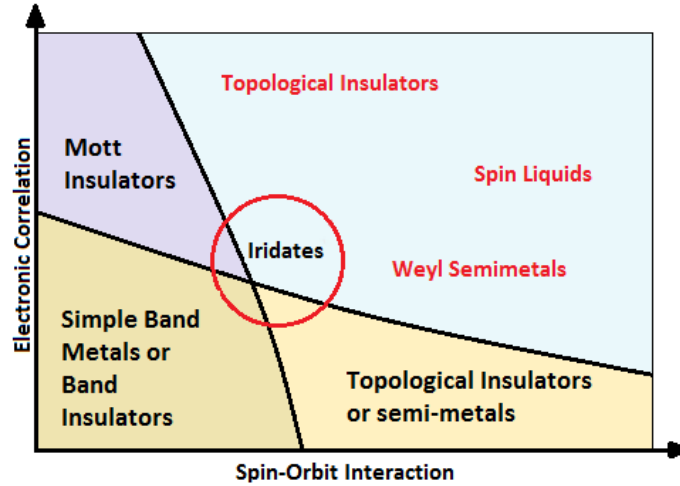 Topological Insulators
Mott
Insulators
Spin Liquids
Iridates
Weyl Semimetals
Simple Band
Metals or
Band
Insulators
Topological Insulators
or semi-metals
Electronic Correlation
Spin-Orbit Interaction